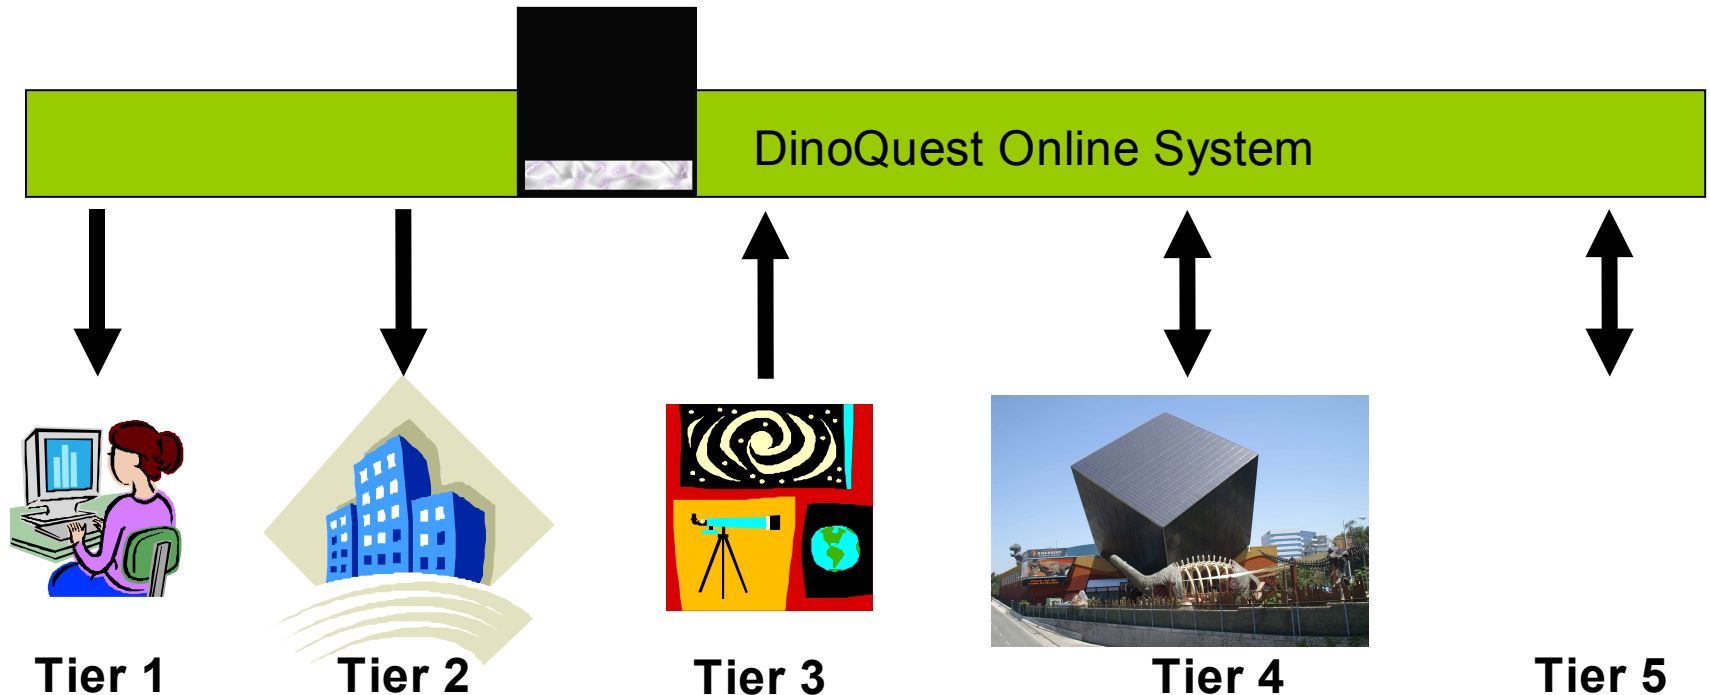 DinoQuest Online System
Tier 1
Tier 2
Tier 3
Tier 4
Tier 5